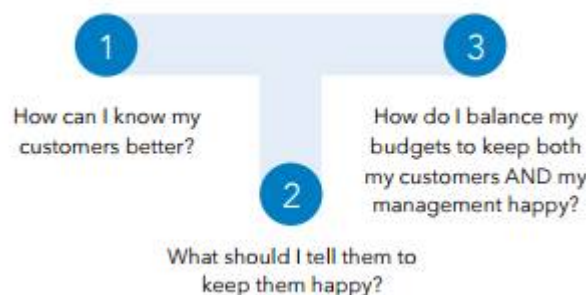 1
How can I know my
customers better?
2
What should I tell them to
keep them happy?
3
How do I balance my
budgets to keep both
my customers AND my
management happy?